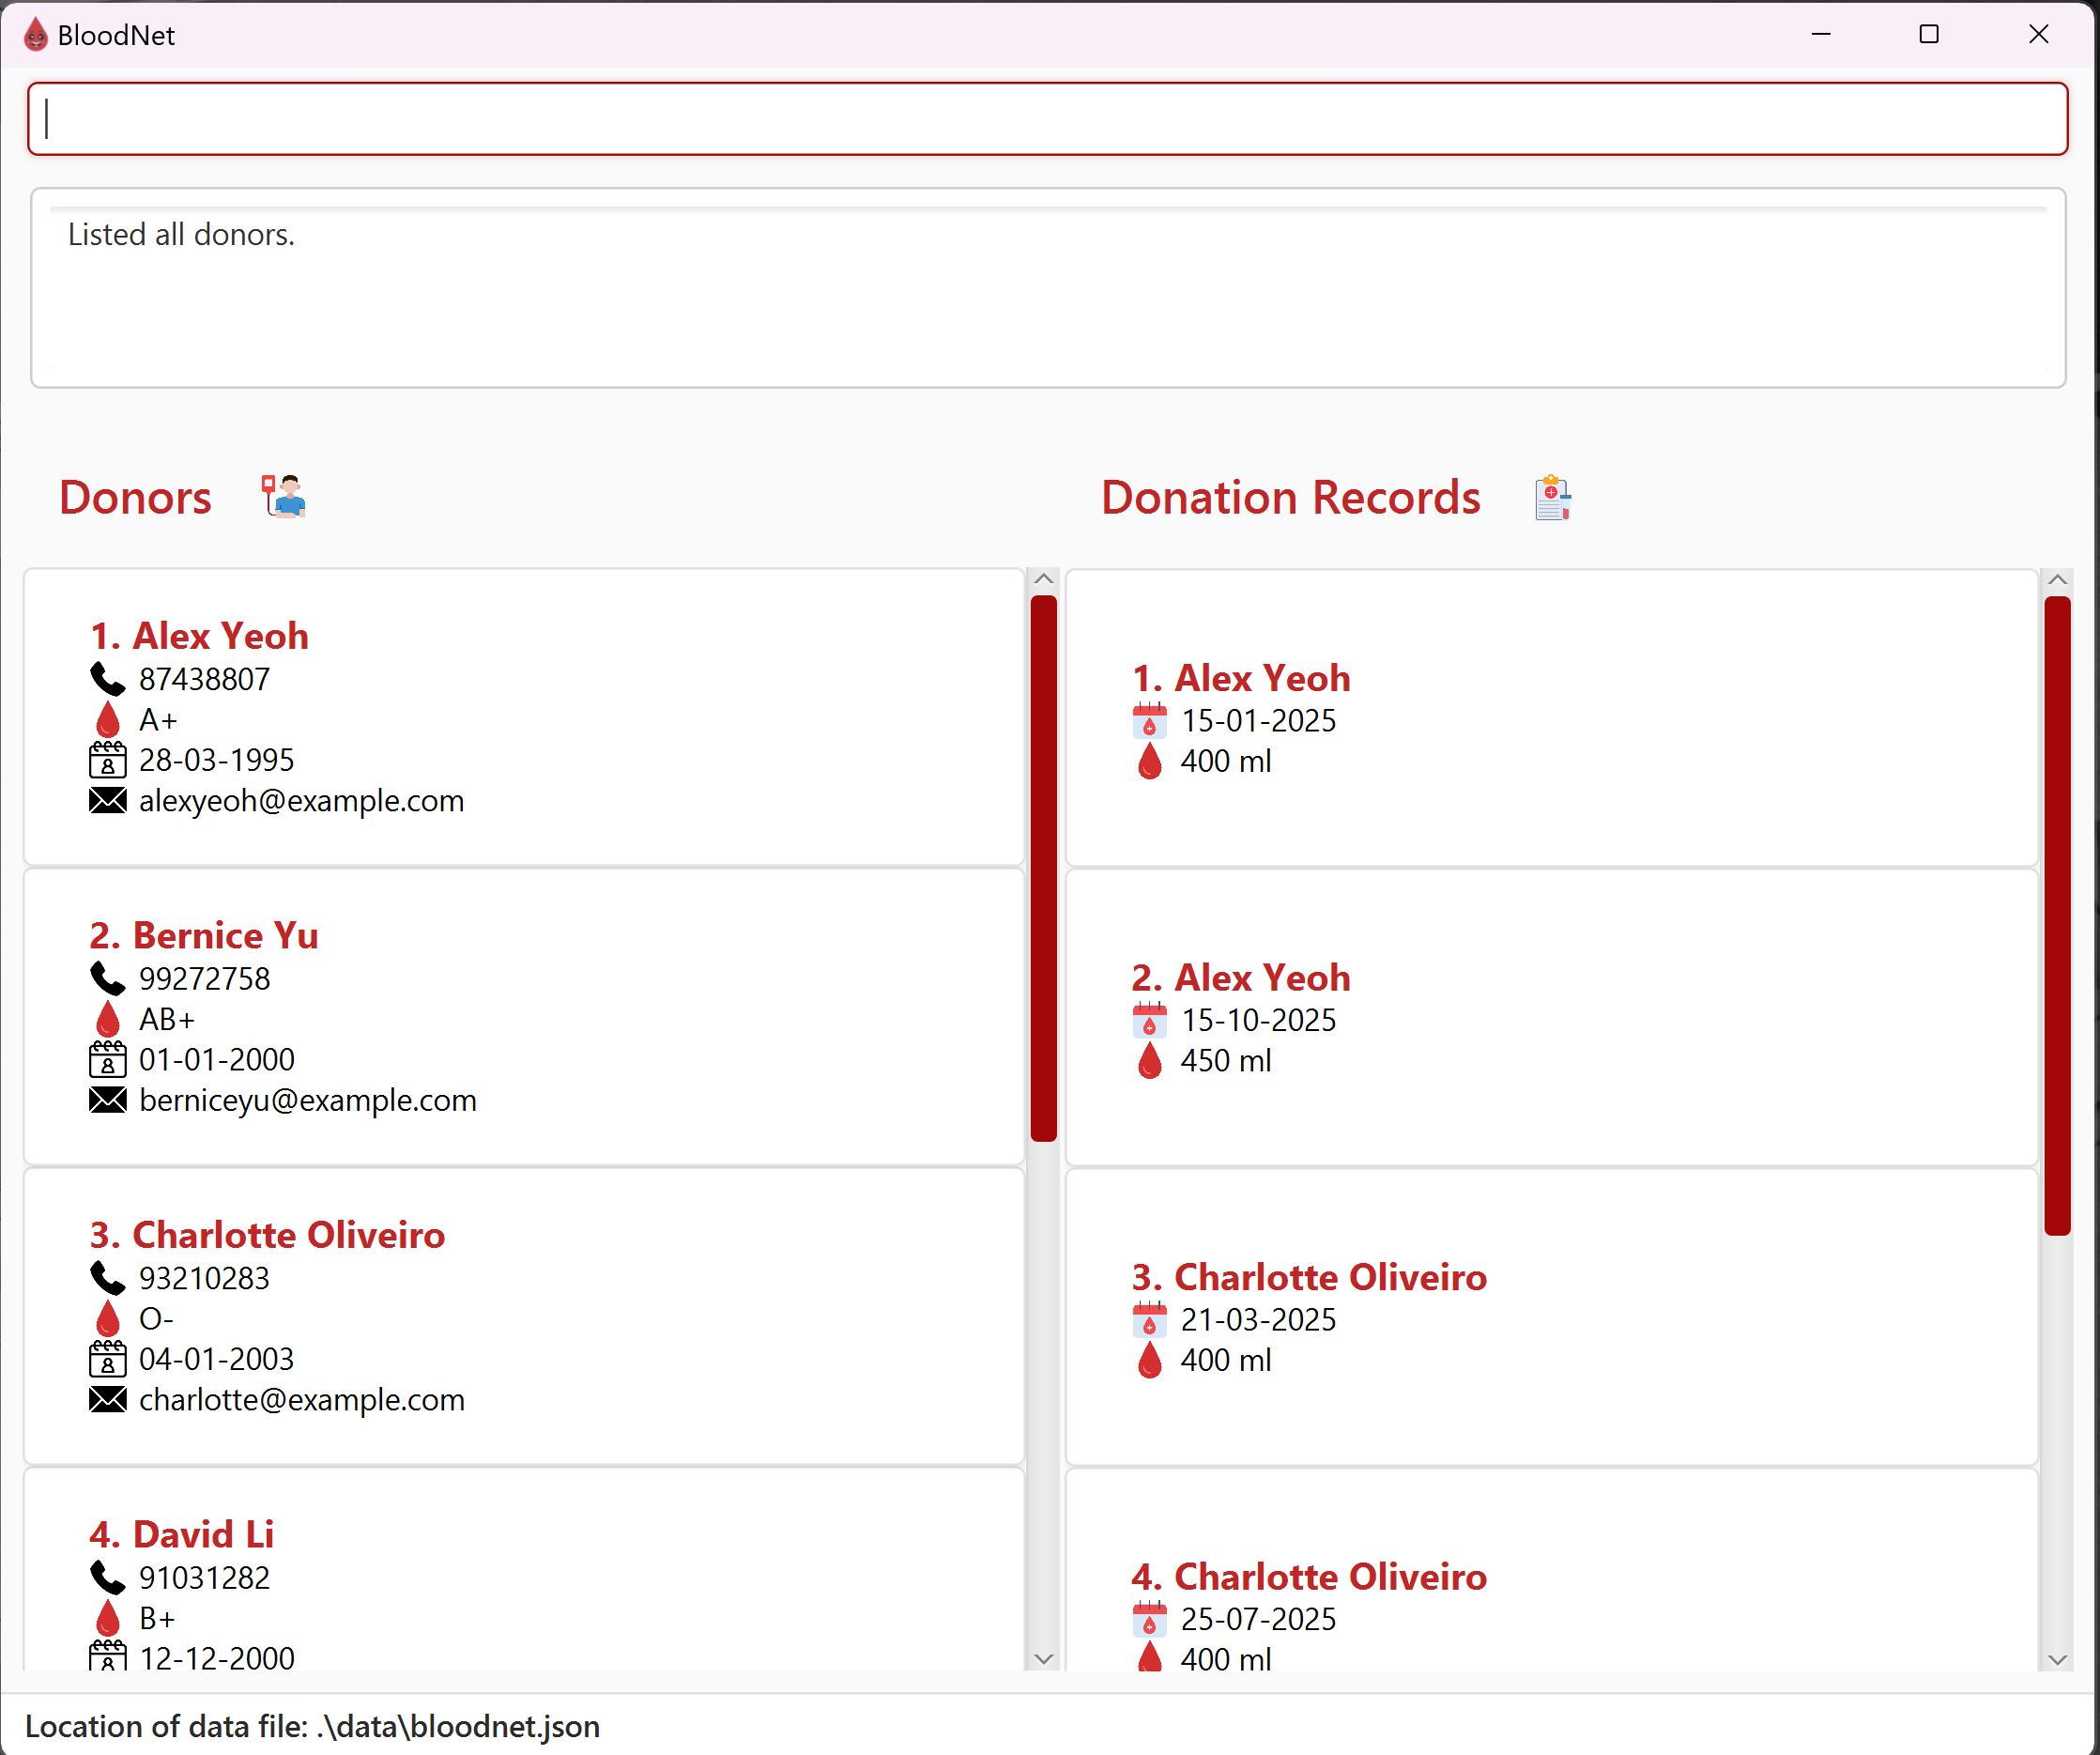 BloodNet
Listed all donors.
Donors
1. Alex Yeoh
87438807
A+
28-03-1995
alexyeoh@example.com
2. Bernice Yu
99272758
AB+
01-01-2000
berniceyu@example.com
3. Charlotte Oliveiro
93210283
O-
04-01-2003
charlotte@example.com
4. David Li
91031282
B+
12-12-2000
Donation Records
1. Alex Yeoh
15-01-2025
400 ml
2. Alex Yeoh
15-10-2025
450 ml
3. Charlotte Oliveiro
21-03-2025
400 ml
4. Charlotte Oliveiro
25-07-2025
400 ml
Location of data file: .\data\bloodnet.json